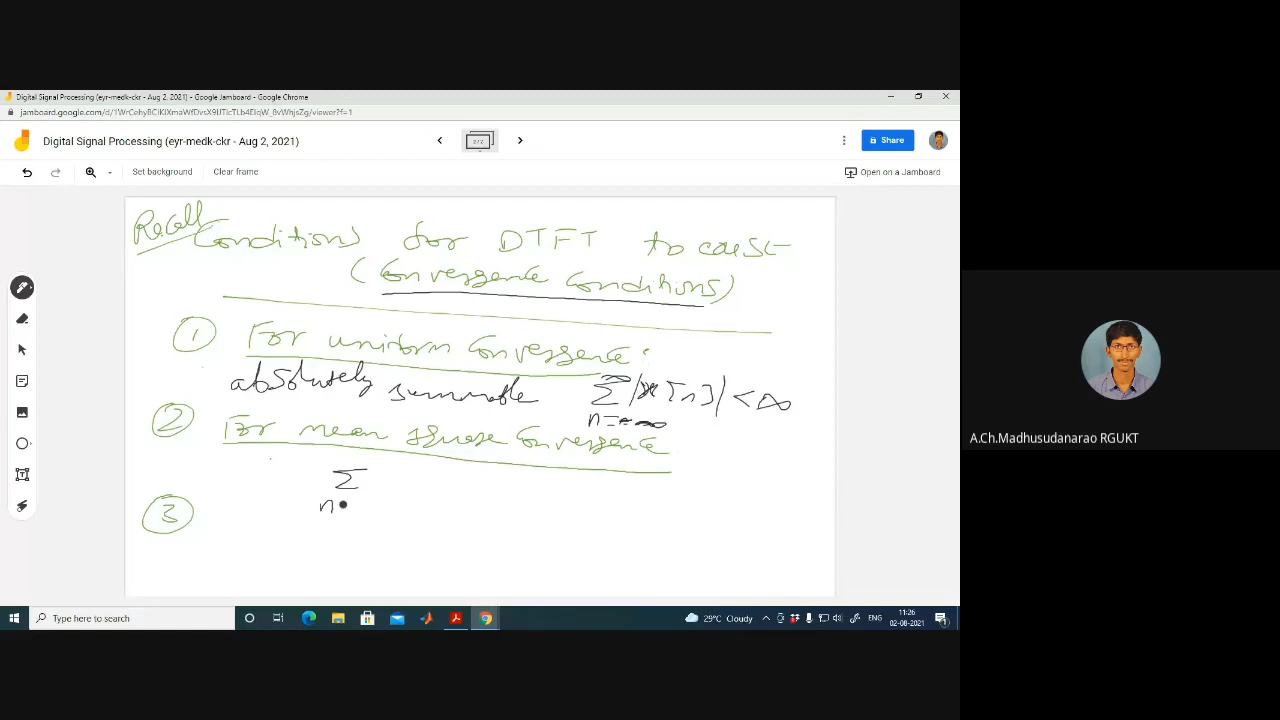 Digital Signal Processing (eyr-medk-ckr - Aug 2, 2021) - Google Jamboard - Google Chrome
Digital Signal Processing (eyr-medk-ckr - Aug 2, 2021)
2/2
Share
Set background
Clear frame
Open on a Jamboard
Recall
Conditions for DTFT to exist
(Convergence Conditions)
① For uniform Convergence:
absolutely summable ∑ |x[n]| < ∞
n=-∞
∞
② For mean square Convergence
∑
n
③
A.Ch.Madhusudanarao RGUKT
Type here to search
29°C Cloudy
ENG
11:26
02-08-2021